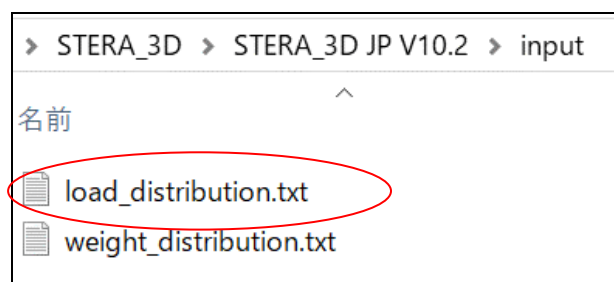 > STERA_3D > STERA_3D JP V10.2 > input
名前
load_distribution.txt
weight_distribution.txt